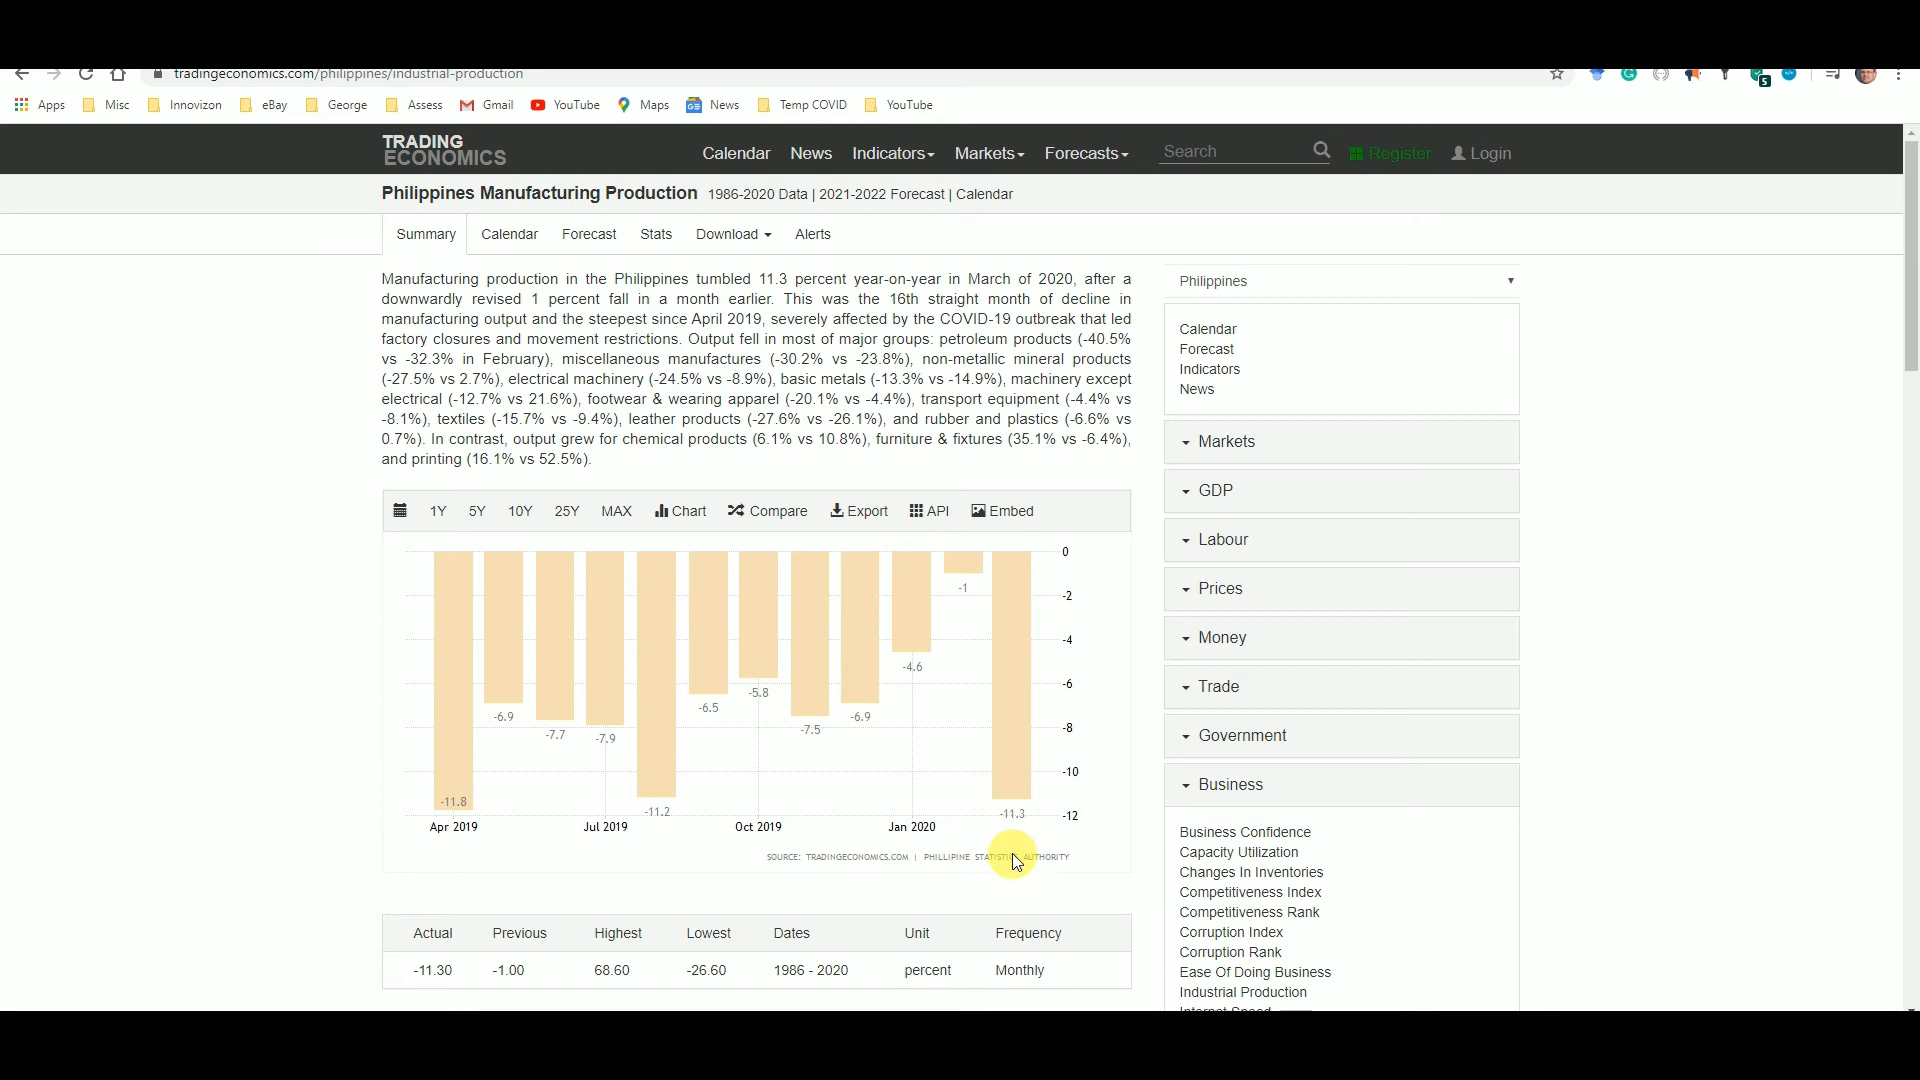 tradingeconomics.com/philippines/industrial-production
5
Apps Misc Innovizon eBay George Assess Gmail YouTube Maps News Temp COVID YouTube
TRADING
ECONOMICS
Calendar News Indicators Markets Forecasts Search Register Login
Philippines Manufacturing Production 1986-2020 Data | 2021-2022 Forecast | Calendar
Summary Calendar Forecast Stats Download Alerts
Manufacturing production in the Philippines tumbled 11.3 percent year-on-year in March of 2020, after a
downwardly revised 1 percent fall in a month earlier. This was the 16th straight month of decline in
manufacturing output and the steepest since April 2019, severely affected by the COVID-19 outbreak that led
factory closures and movement restrictions. Output fell in most of major groups: petroleum products (-40.5%
vs -32.3% in February), miscellaneous manufactures (-30.2% vs -23.8%), non-metallic mineral products
(-27.5% vs 2.7%), electrical machinery (-24.5% vs -8.9%), basic metals (-13.3% vs -14.9%), machinery except
electrical (-12.7% vs 21.6%), footwear & wearing apparel (-20.1% vs -4.4%), transport equipment (-4.4% vs
-8.1%), textiles (-15.7% vs -9.4%), leather products (-27.6% vs -26.1%), and rubber and plastics (-6.6% vs
0.7%). In contrast, output grew for chemical products (6.1% vs 10.8%), furniture & fixtures (35.1% vs -6.4%),
and printing (16.1% vs 52.5%).
1Y 5Y 10Y 25Y MAX Chart Compare Export API Embed
0
-2
-4
-6
-8
-10
-12
-11.8
-6.9
-7.7
-7.9
-11.2
-6.5
-5.8
-7.5
-6.9
-4.6
-1
-11.3
Apr 2019 Jul 2019 Oct 2019 Jan 2020
SOURCE: TRADINGECONOMICS.COM | PHILLIPINE STATISTICS AUTHORITY
Actual Previous Highest Lowest Dates Unit Frequency
-11.30 -1.00 68.60 -26.60 1986 - 2020 percent Monthly
Philippines
Calendar
Forecast
Indicators
News
Markets
GDP
Labour
Prices
Money
Trade
Government
Business
Business Confidence
Capacity Utilization
Changes In Inventories
Competitiveness Index
Competitiveness Rank
Corruption Index
Corruption Rank
Ease Of Doing Business
Industrial Production
Internet Speed